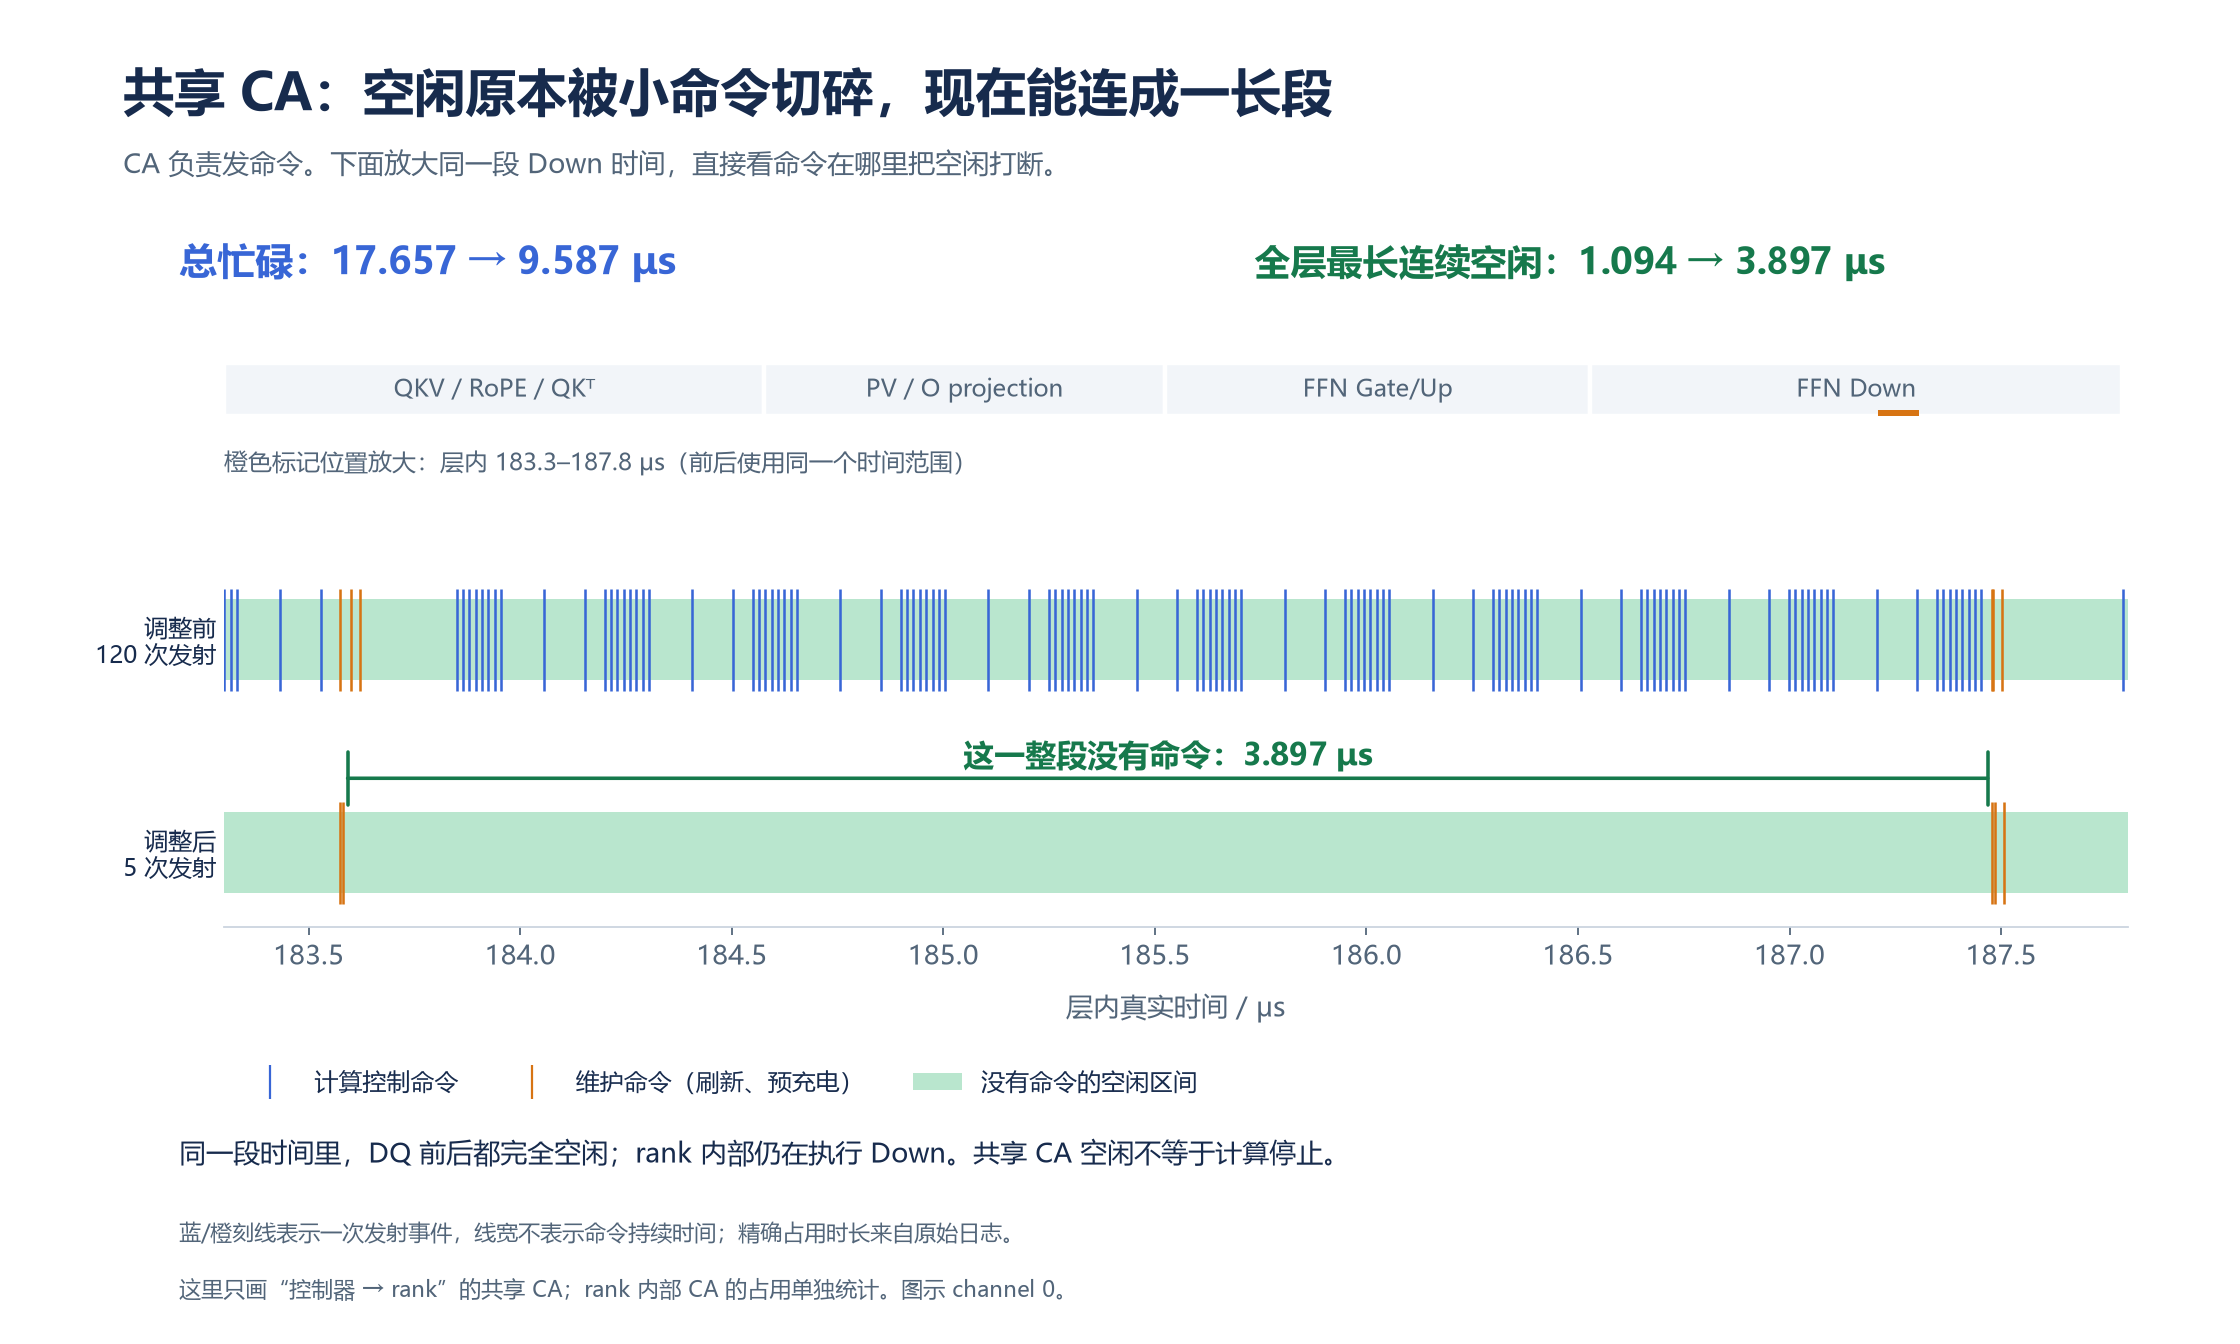 共享 CA：空闲原本被小命令切碎，现在能连成一长段
CA 负责发命令。下面放大同一段 Down 时间，直接看命令在哪里把空闲打断。
总忙碌：17.657 → 9.587 μs
全层最长连续空闲：1.094 → 3.897 μs
QKV / RoPE / QKᵀ
PV / O projection
FFN Gate/Up
FFN Down
橙色标记位置放大：层内 183.3–187.8 μs（前后使用同一个时间范围）
调整前
120 次发射
这一整段没有命令：3.897 μs
调整后
5 次发射
183.5
184.0
184.5
185.0
185.5
186.0
186.5
187.0
187.5
层内真实时间 / μs
计算控制命令
维护命令（刷新、预充电）
没有命令的空闲区间
同一段时间里，DQ 前后都完全空闲；rank 内部仍在执行 Down。共享 CA 空闲不等于计算停止。
蓝/橙刻线表示一次发射事件，线宽不表示命令持续时间；精确占用时长来自原始日志。
这里只画“控制器 → rank”的共享 CA；rank 内部 CA 的占用单独统计。图示 channel 0。